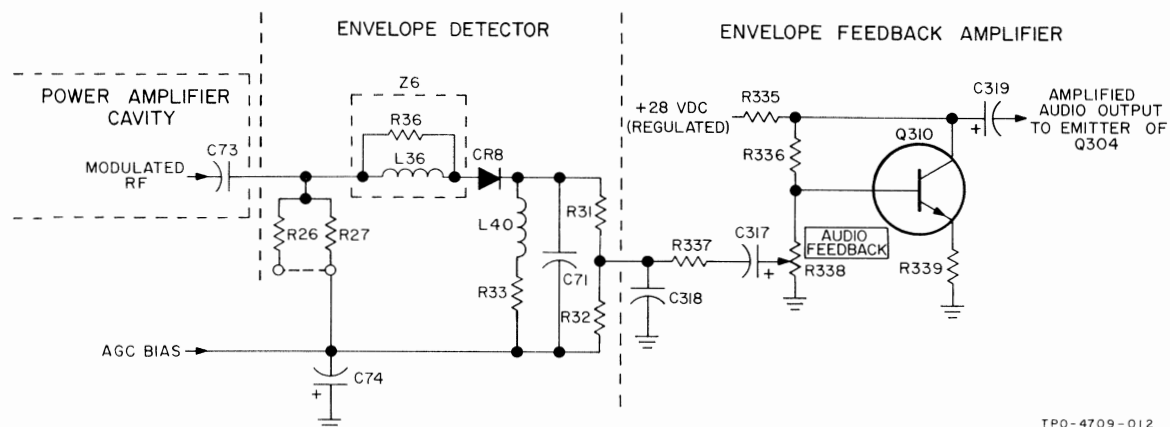 ENVELOPE DETECTOR
ENVELOPE FEEDBACK AMPLIFIER
POWER AMPLIFIER
CAVITY
MODULATED
RF
C73
Z6
R36
L36
CR8
R26
R27
L40
R33
C71
R31
R32
AGC BIAS
C74
+
+28 VDC
(REGULATED)
R335
R336
Q310
C319
+
AMPLIFIED
AUDIO OUTPUT
TO EMITTER OF
Q304
R337
C317
+
AUDIO
FEEDBACK
R338
C318
R339
TPO-4709-012